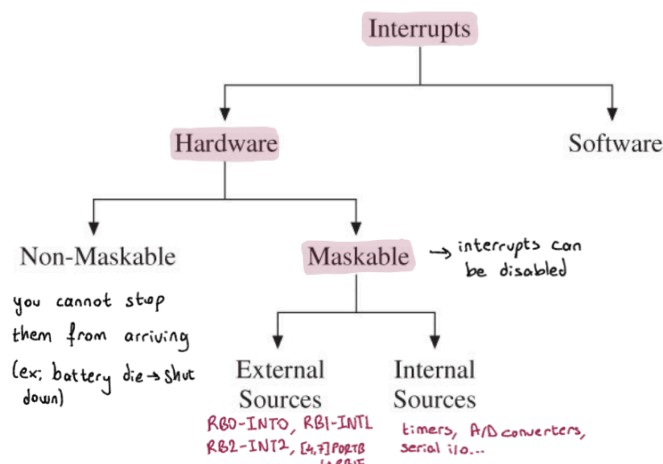 Interrupts
Hardware
Software
Non-Maskable
Maskable
→ interrupts can
be disabled
you cannot stop
them from arriving
(ex; battery die → shut
down)
External
Sources
Internal
Sources
RB0-INT0, RB1-INT1
RB2-INT2, [4,7]PORTB
timers, A/D converters,
serial i/o...